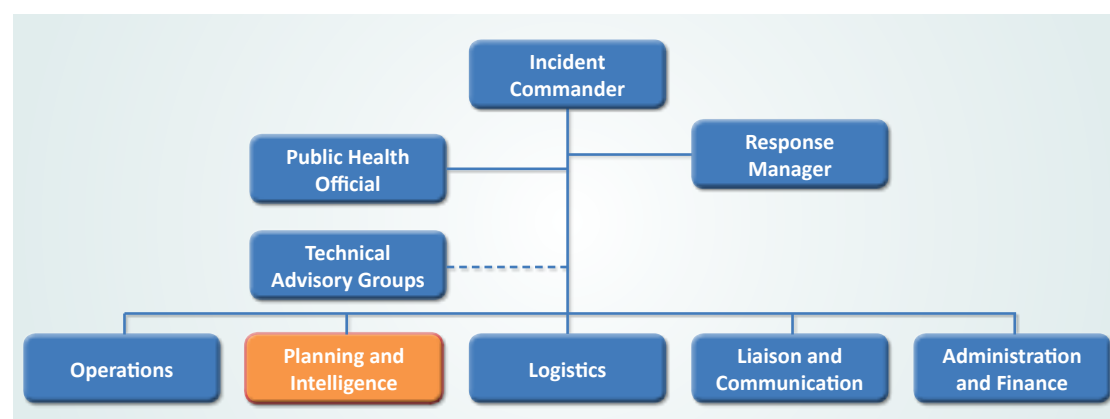 Incident
Commander
Public Health
Official
Response
Manager
Technical
Advisory Groups
Operations
Planning and
Intelligence
Logistics
Liaison and
Communication
Administration
and Finance